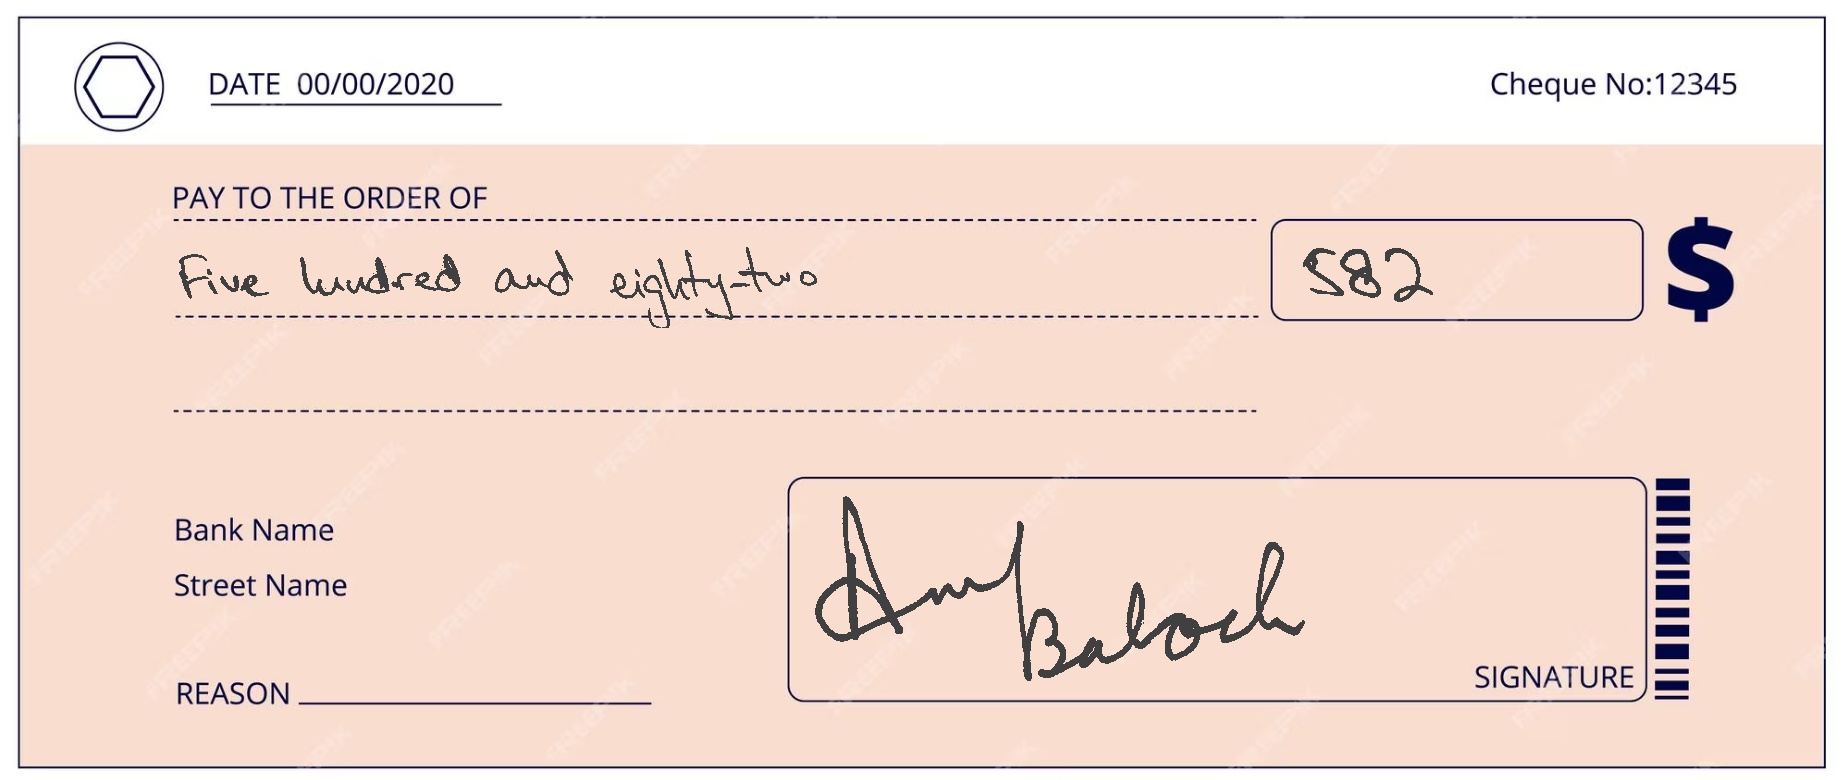 DATE 00/00/2020
Cheque No:12345
PAY TO THE ORDER OF
Five hundred and eighty-two
582
$
Bank Name
Street Name
Baloch
SIGNATURE
REASON